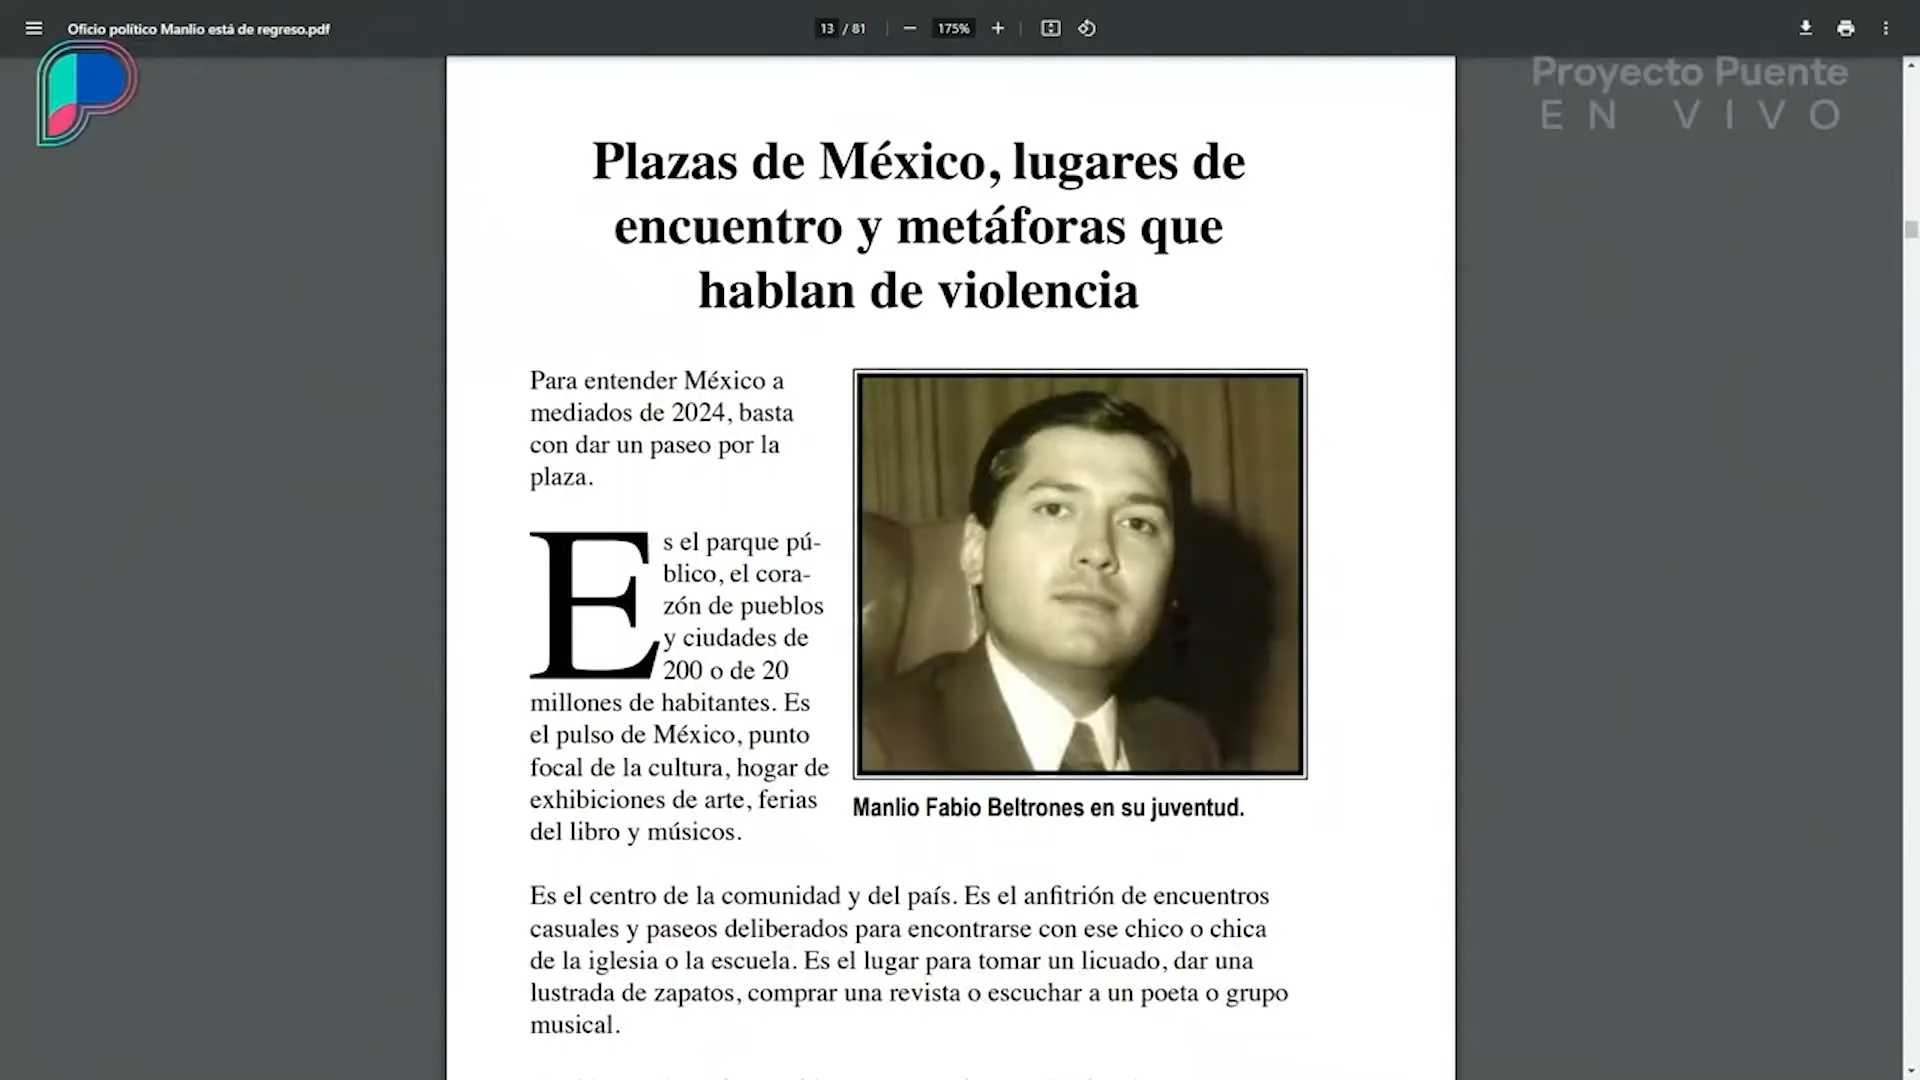 Oficio político Manlio está de regreso.pdf
13 / 81
175%
Proyecto Puente
EN VIVO
Plazas de México, lugares de
encuentro y metáforas que
hablan de violencia
Para entender México a
mediados de 2024, basta
con dar un paseo por la
plaza.
Es el parque pú-
blico, el cora-
zón de pueblos
y ciudades de
200 o de 20
millones de habitantes. Es
el pulso de México, punto
focal de la cultura, hogar de
exhibiciones de arte, ferias
del libro y músicos.
Manlio Fabio Beltrones en su juventud.
Es el centro de la comunidad y del país. Es el anfitrión de encuentros
casuales y paseos deliberados para encontrarse con ese chico o chica
de la iglesia o la escuela. Es el lugar para tomar un licuado, dar una
lustrada de zapatos, comprar una revista o escuchar a un poeta o grupo
musical.